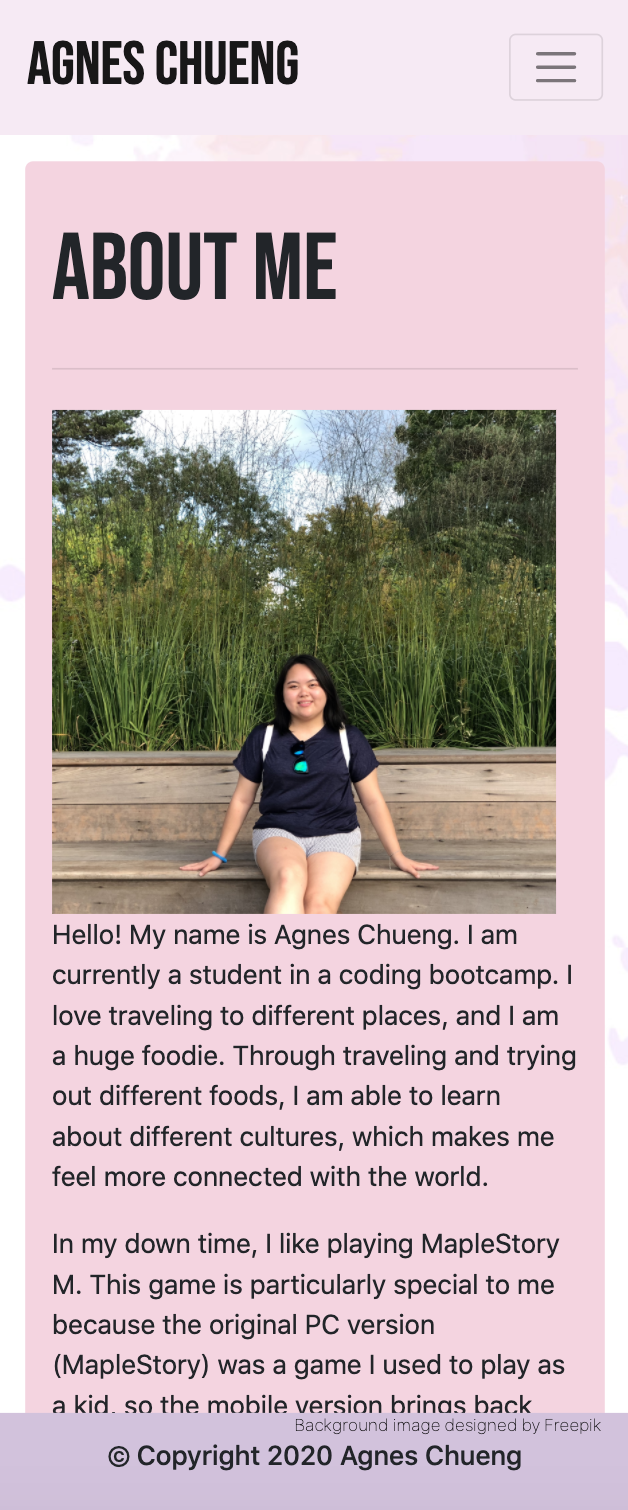 AGNES CHUENG
ABOUT ME
Hello! My name is Agnes Chueng. I am
currently a student in a coding bootcamp. I
love traveling to different places, and I am
a huge foodie. Through traveling and trying
out different foods, I am able to learn
about different cultures, which makes me
feel more connected with the world.
In my down time, I like playing MapleStory
M. This game is particularly special to me
because the original PC version
(MapleStory) was a game I used to play as
a kid, so the mobile version brings back
Background image designed by Freepik
© Copyright 2020 Agnes Chueng